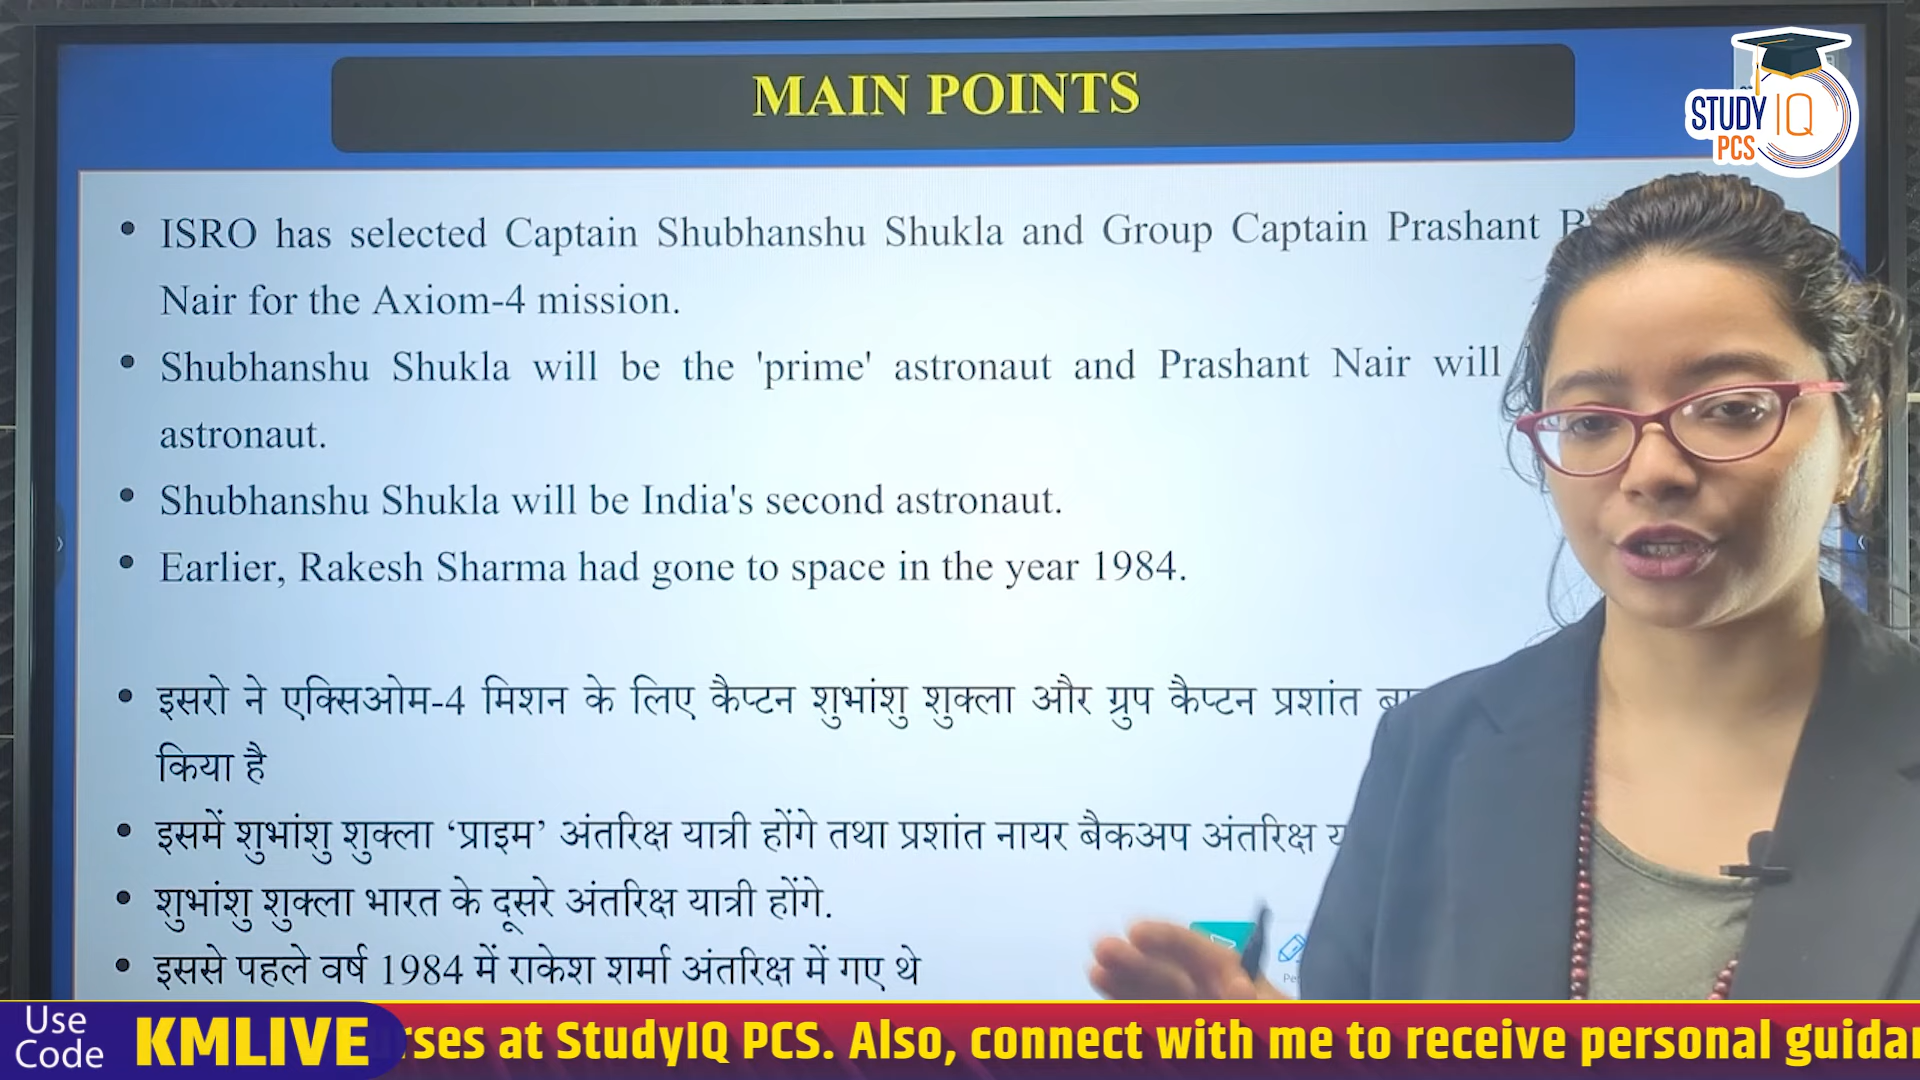 MAIN POINTS
STUDY IQ
PCS
• ISRO has selected Captain Shubhanshu Shukla and Group Captain Prashant
Nair for the Axiom-4 mission.
• Shubhanshu Shukla will be the 'prime' astronaut and Prashant Nair will
astronaut.
• Shubhanshu Shukla will be India's second astronaut.
• Earlier, Rakesh Sharma had gone to space in the year 1984.
• इसरो ने एक्सिओम-4 मिशन के लिए कैप्टन शुभांशु शुक्ला और ग्रुप कैप्टन प्रशांत
किया है
• इसमें शुभांशु शुक्ला ‘प्राइम’ अंतरिक्ष यात्री होंगे तथा प्रशांत नायर बैकअप अंतरिक्ष
• शुभांशु शुक्ला भारत के दूसरे अंतरिक्ष यात्री होंगे.
• इससे पहले वर्ष 1984 में राकेश शर्मा अंतरिक्ष में गए थे
Use
Code
KMLIVE
rses at StudyIQ PCS. Also, connect with me to receive personal guida